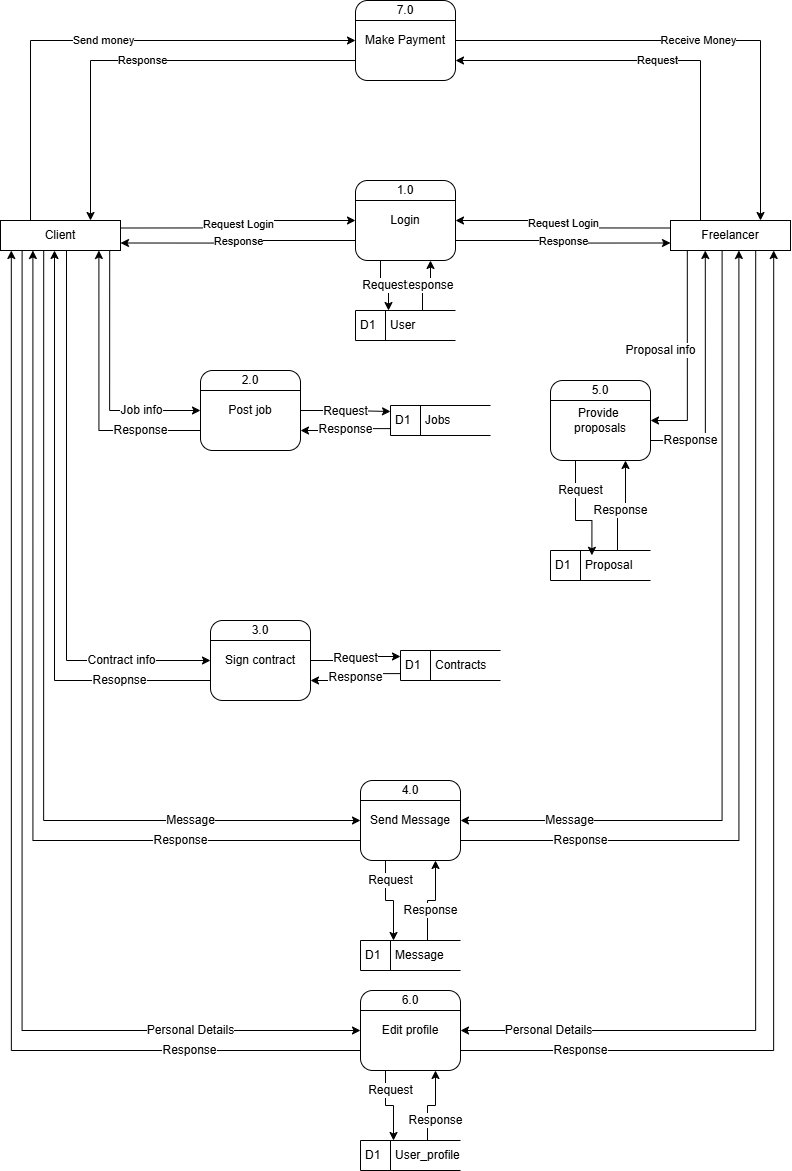 7.0
Make Payment
Send money
Receive Money
Response
Request
1.0
Login
Client
Request Login
Request Login
Freelancer
Response
Response
Request
esponse
D1
User
Proposal info
2.0
Post job
5.0
Provide
proposals
Job info
Request
D1
Jobs
Response
Response
Response
Request
Response
D1
Proposal
3.0
Sign contract
Contract info
Request
D1
Contracts
Resopnse
Response
4.0
Send Message
Message
Message
Response
Response
Request
Response
D1
Message
6.0
Edit profile
Personal Details
Personal Details
Response
Response
Request
Response
D1
User_profile